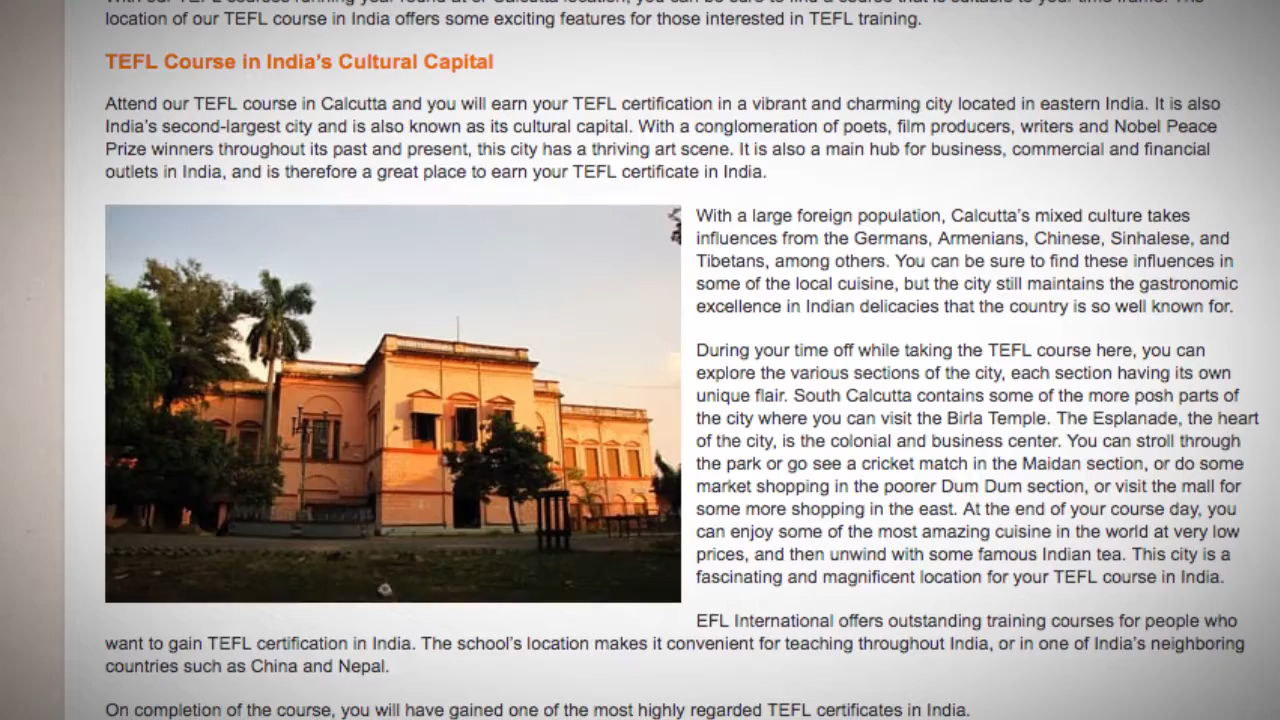 location of our TEFL course in India offers some exciting features for those interested in TEFL training.
TEFL Course in India's Cultural Capital
Attend our TEFL course in Calcutta and you will earn your TEFL certification in a vibrant and charming city located in eastern India. It is also
India's second-largest city and is also known as its cultural capital. With a conglomeration of poets, film producers, writers and Nobel Peace
Prize winners throughout its past and present, this city has a thriving art scene. It is also a main hub for business, commercial and financial
outlets in India, and is therefore a great place to earn your TEFL certificate in India.
With a large foreign population, Calcutta's mixed culture takes
influences from the Germans, Armenians, Chinese, Sinhalese, and
Tibetans, among others. You can be sure to find these influences in
some of the local cuisine, but the city still maintains the gastronomic
excellence in Indian delicacies that the country is so well known for.
During your time off while taking the TEFL course here, you can
explore the various sections of the city, each section having its own
unique flair. South Calcutta contains some of the more posh parts of
the city where you can visit the Birla Temple. The Esplanade, the heart
of the city, is the colonial and business center. You can stroll through
the park or go see a cricket match in the Maidan section, or do some
market shopping in the poorer Dum Dum section, or visit the mall for
some more shopping in the east. At the end of your course day, you
can enjoy some of the most amazing cuisine in the world at very low
prices, and then unwind with some famous Indian tea. This city is a
fascinating and magnificent location for your TEFL course in India.
EFL International offers outstanding training courses for people who
want to gain TEFL certification in India. The school's location makes it convenient for teaching throughout India, or in one of India's neighboring
countries such as China and Nepal.
On completion of the course, you will have gained one of the most highly regarded TEFL certificates in India.